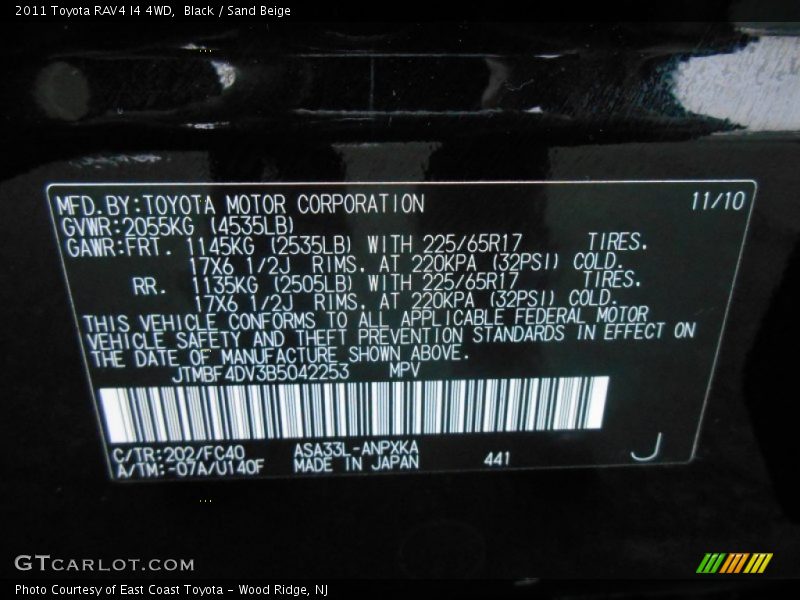 2011 Toyota RAV4 I4 4WD,  Black / Sand Beige
MFD. BY: TOYOTA MOTOR CORPORATION 11/10
GVWR: 2055KG (4535LB)
GAWR: FRT. 1145KG (2535LB) WITH 225/65R17 TIRES.
17X6 1/2J RIMS, AT 220KPA (32PSI) COLD.
RR. 1135KG (2505LB) WITH 225/65R17 TIRES.
17X6 1/2J RIMS, AT 220KPA (32PSI) COLD.
THIS VEHICLE CONFORMS TO ALL APPLICABLE FEDERAL MOTOR
VEHICLE SAFETY AND THEFT PREVENTION STANDARDS IN EFFECT ON
THE DATE OF MANUFACTURE SHOWN ABOVE.
JTMBF4DV3B5042253 MPV
C/TR: 202/FC40 ASA33L-ANPXKA
A/TM: -07A/U140F MADE IN JAPAN 441 J
GTCARLOT.COM
Photo Courtesy of East Coast Toyota - Wood Ridge, NJ